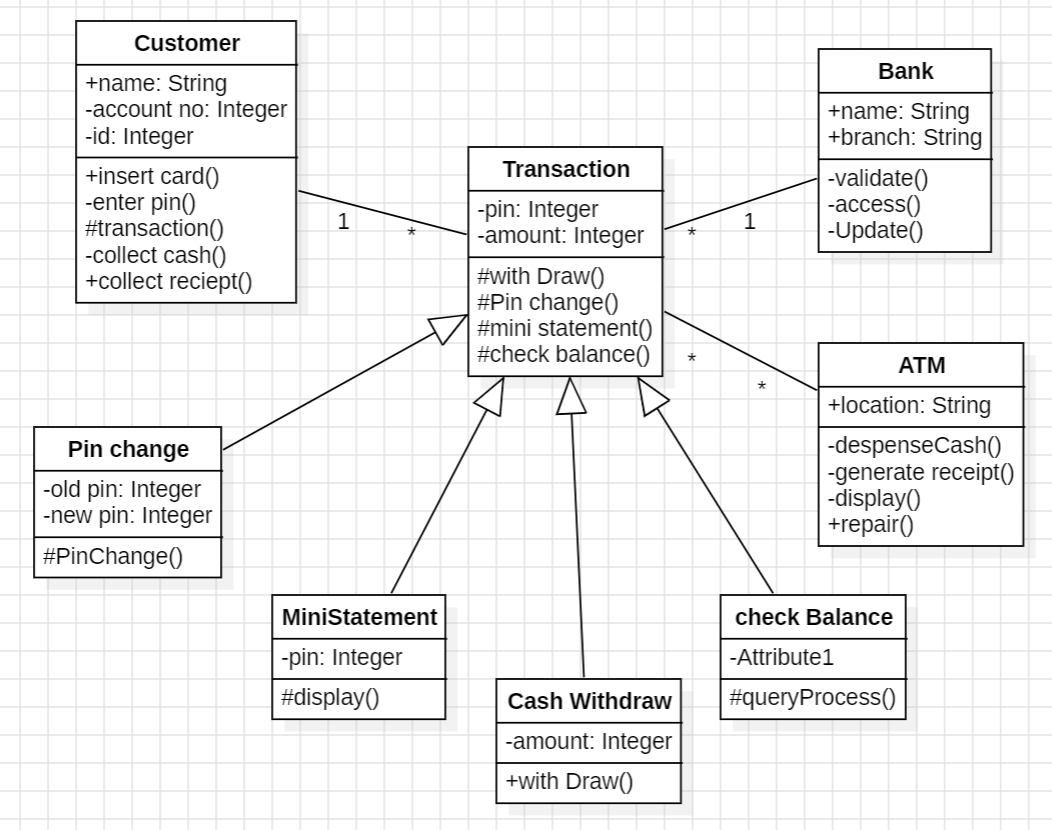 Customer
+name: String
-account no: Integer
-id: Integer
+insert card()
-enter pin()
#transaction()
-collect cash()
+collect reciept()
1
*
Transaction
-pin: Integer
-amount: Integer
#with Draw()
#Pin change()
#mini statement()
#check balance()
*
1
Bank
+name: String
+branch: String
-validate()
-access()
-Update()
*
*
ATM
+location: String
-despenseCash()
-generate receipt()
-display()
+repair()
Pin change
-old pin: Integer
-new pin: Integer
#PinChange()
MiniStatement
-pin: Integer
#display()
Cash Withdraw
-amount: Integer
+with Draw()
check Balance
-Attribute1
#queryProcess()